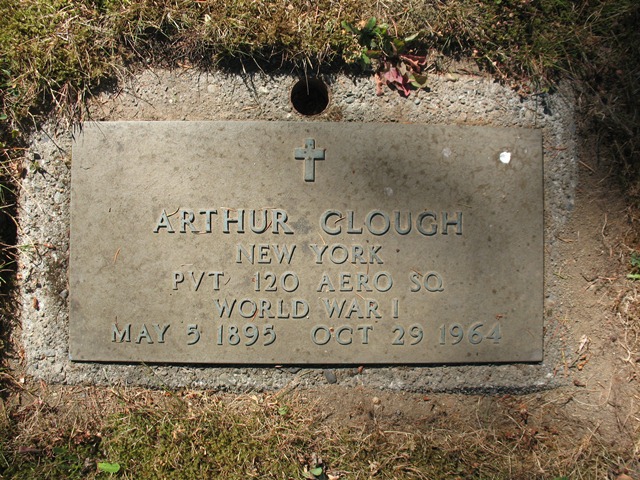 ARTHUR CLOUGH
NEW YORK
PVT 120 AERO SQ
WORLD WAR I
MAY 5 1895 OCT 29 1964